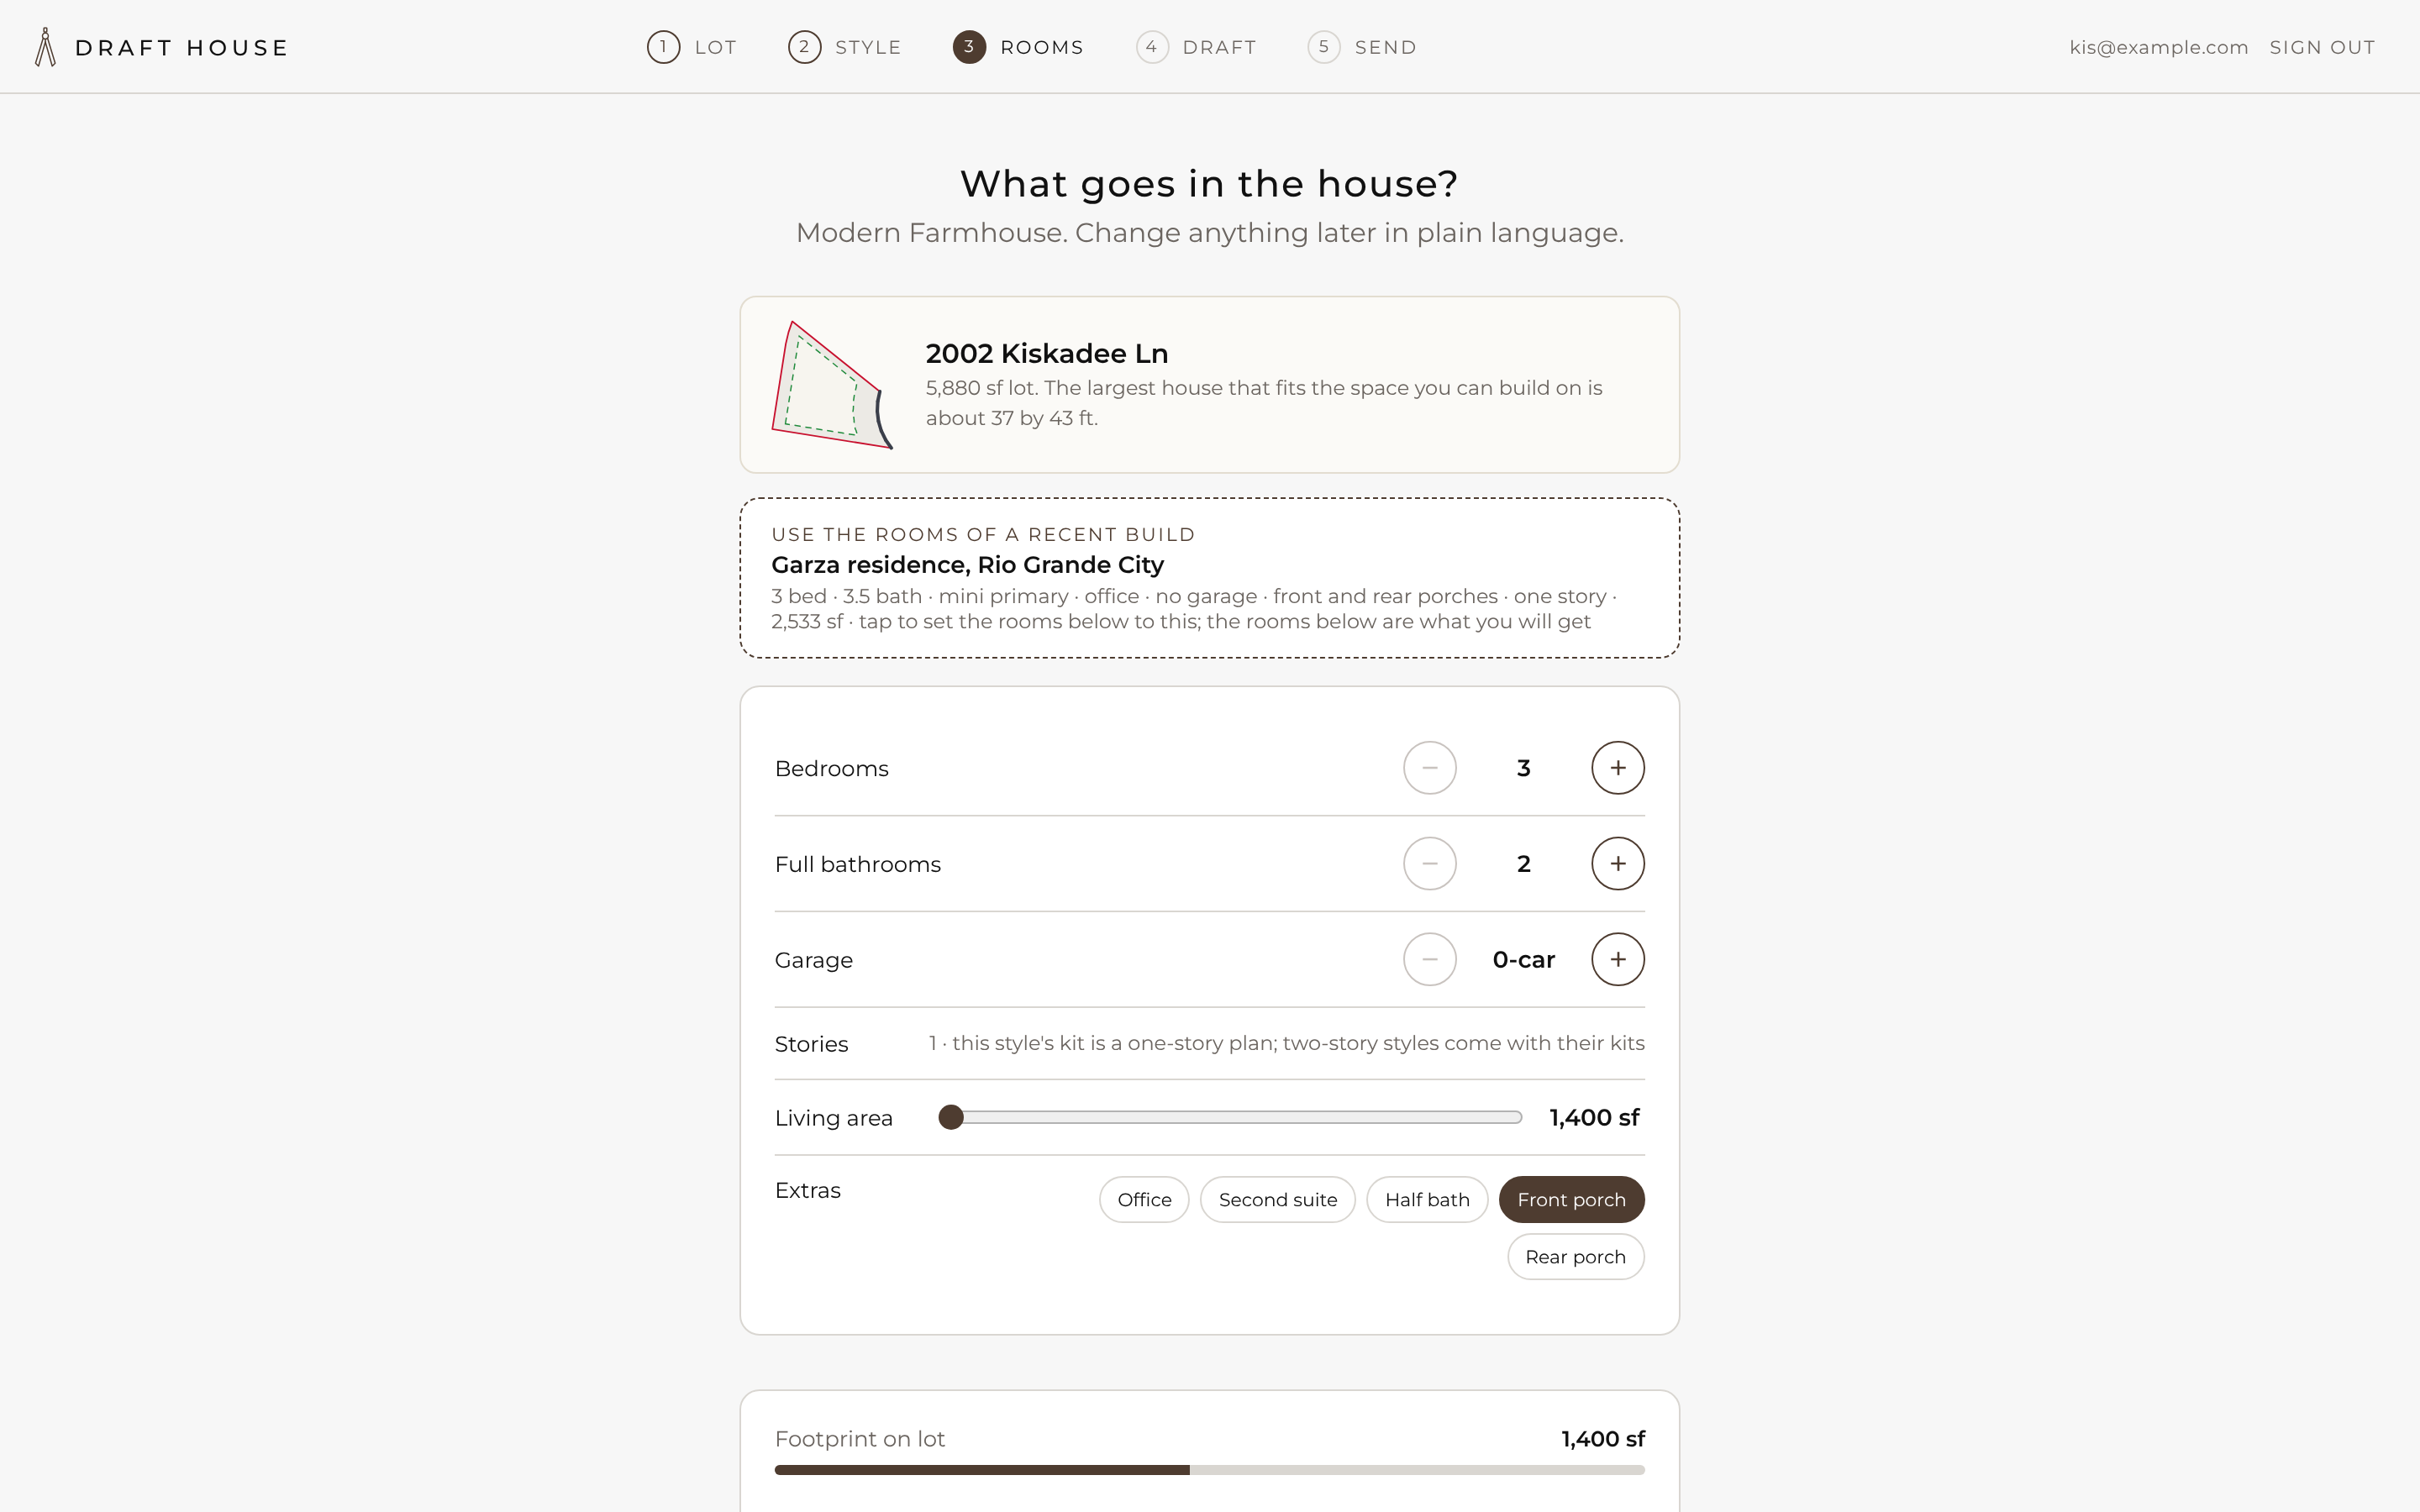 DRAFT HOUSE
1 LOT
2 STYLE
3 ROOMS
4 DRAFT
5 SEND
kis@example.com SIGN OUT
What goes in the house?
Modern Farmhouse. Change anything later in plain language.
2002 Kiskadee Ln
5,880 sf lot. The largest house that fits the space you can build on is
about 37 by 43 ft.
USE THE ROOMS OF A RECENT BUILD
Garza residence, Rio Grande City
3 bed · 3.5 bath · mini primary · office · no garage · front and rear porches · one story ·
2,533 sf · tap to set the rooms below to this; the rooms below are what you will get
Bedrooms − 3 +
Full bathrooms − 2 +
Garage − 0-car +
Stories 1 · this style's kit is a one-story plan; two-story styles come with their kits
Living area 1,400 sf
Extras Office Second suite Half bath Front porch
Rear porch
Footprint on lot 1,400 sf